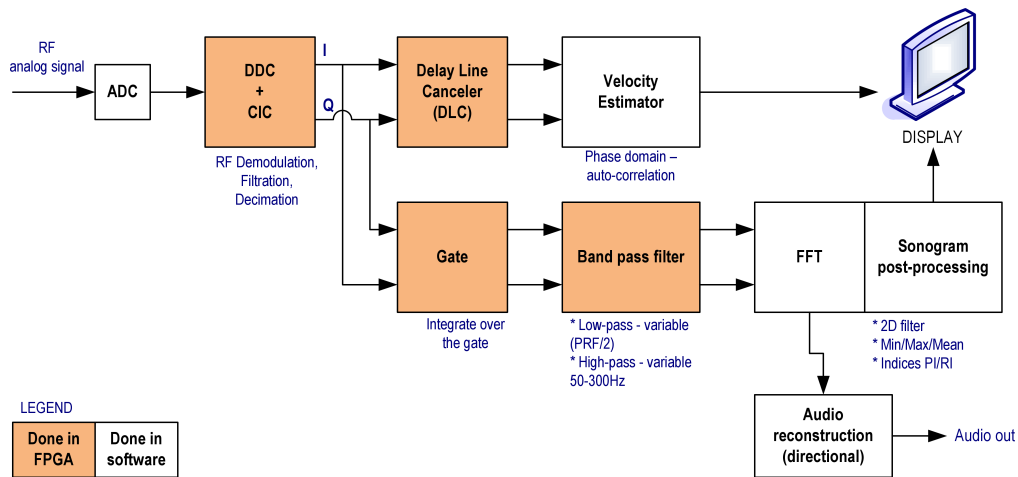 RF
analog signal
ADC
DDC
+
CIC
I
Q
RF Demodulation,
Filtration,
Decimation
Delay Line
Canceler
(DLC)
Velocity
Estimator
Phase domain –
auto-correlation
DISPLAY
Gate
Integrate over
the gate
Band pass filter
* Low-pass - variable
(PRF/2)
* High-pass - variable
50-300Hz
FFT
Sonogram
post-processing
* 2D filter
* Min/Max/Mean
* Indices PI/RI
Audio
reconstruction
(directional)
Audio out
LEGEND
Done in
FPGA
Done in
software